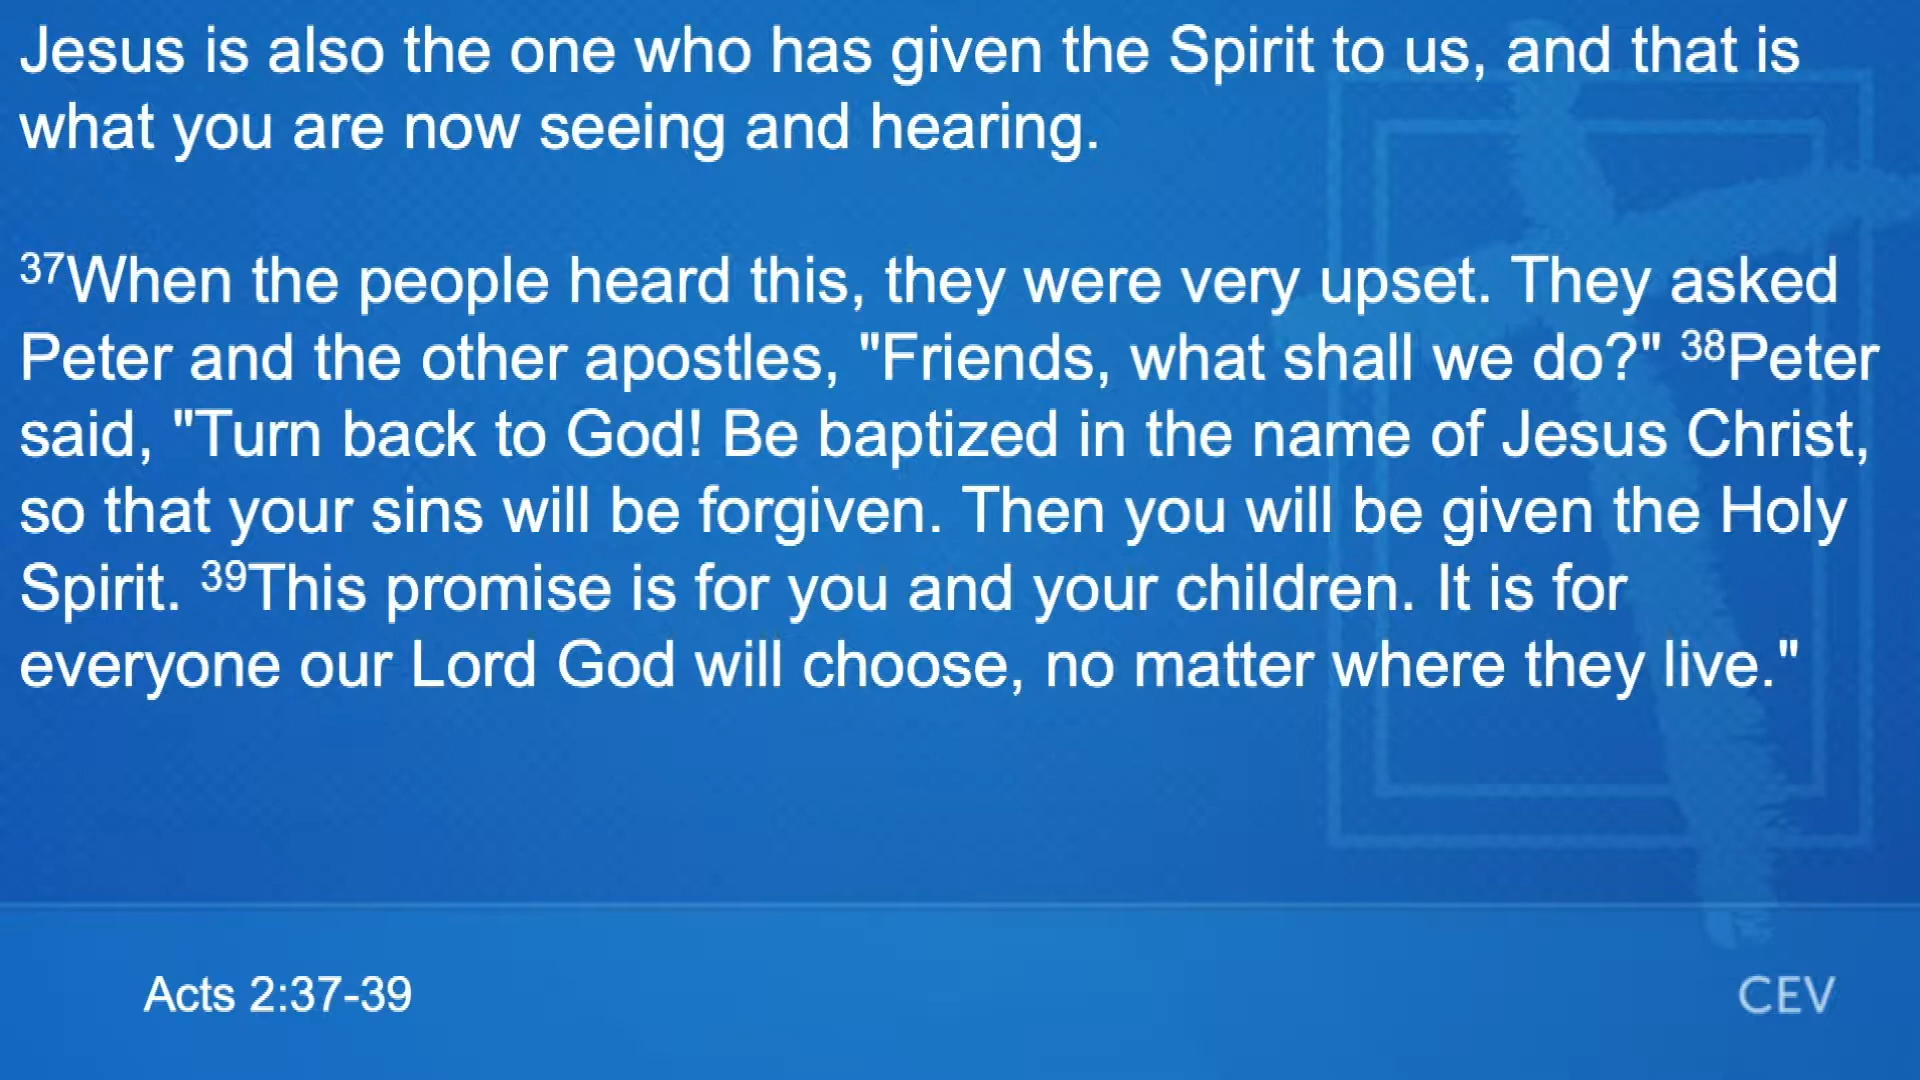 Jesus is also the one who has given the Spirit to us, and that is
what you are now seeing and hearing.
37When the people heard this, they were very upset. They asked
Peter and the other apostles, "Friends, what shall we do?" 38Peter
said, "Turn back to God! Be baptized in the name of Jesus Christ,
so that your sins will be forgiven. Then you will be given the Holy
Spirit. 39This promise is for you and your children. It is for
everyone our Lord God will choose, no matter where they live."
Acts 2:37-39
CEV